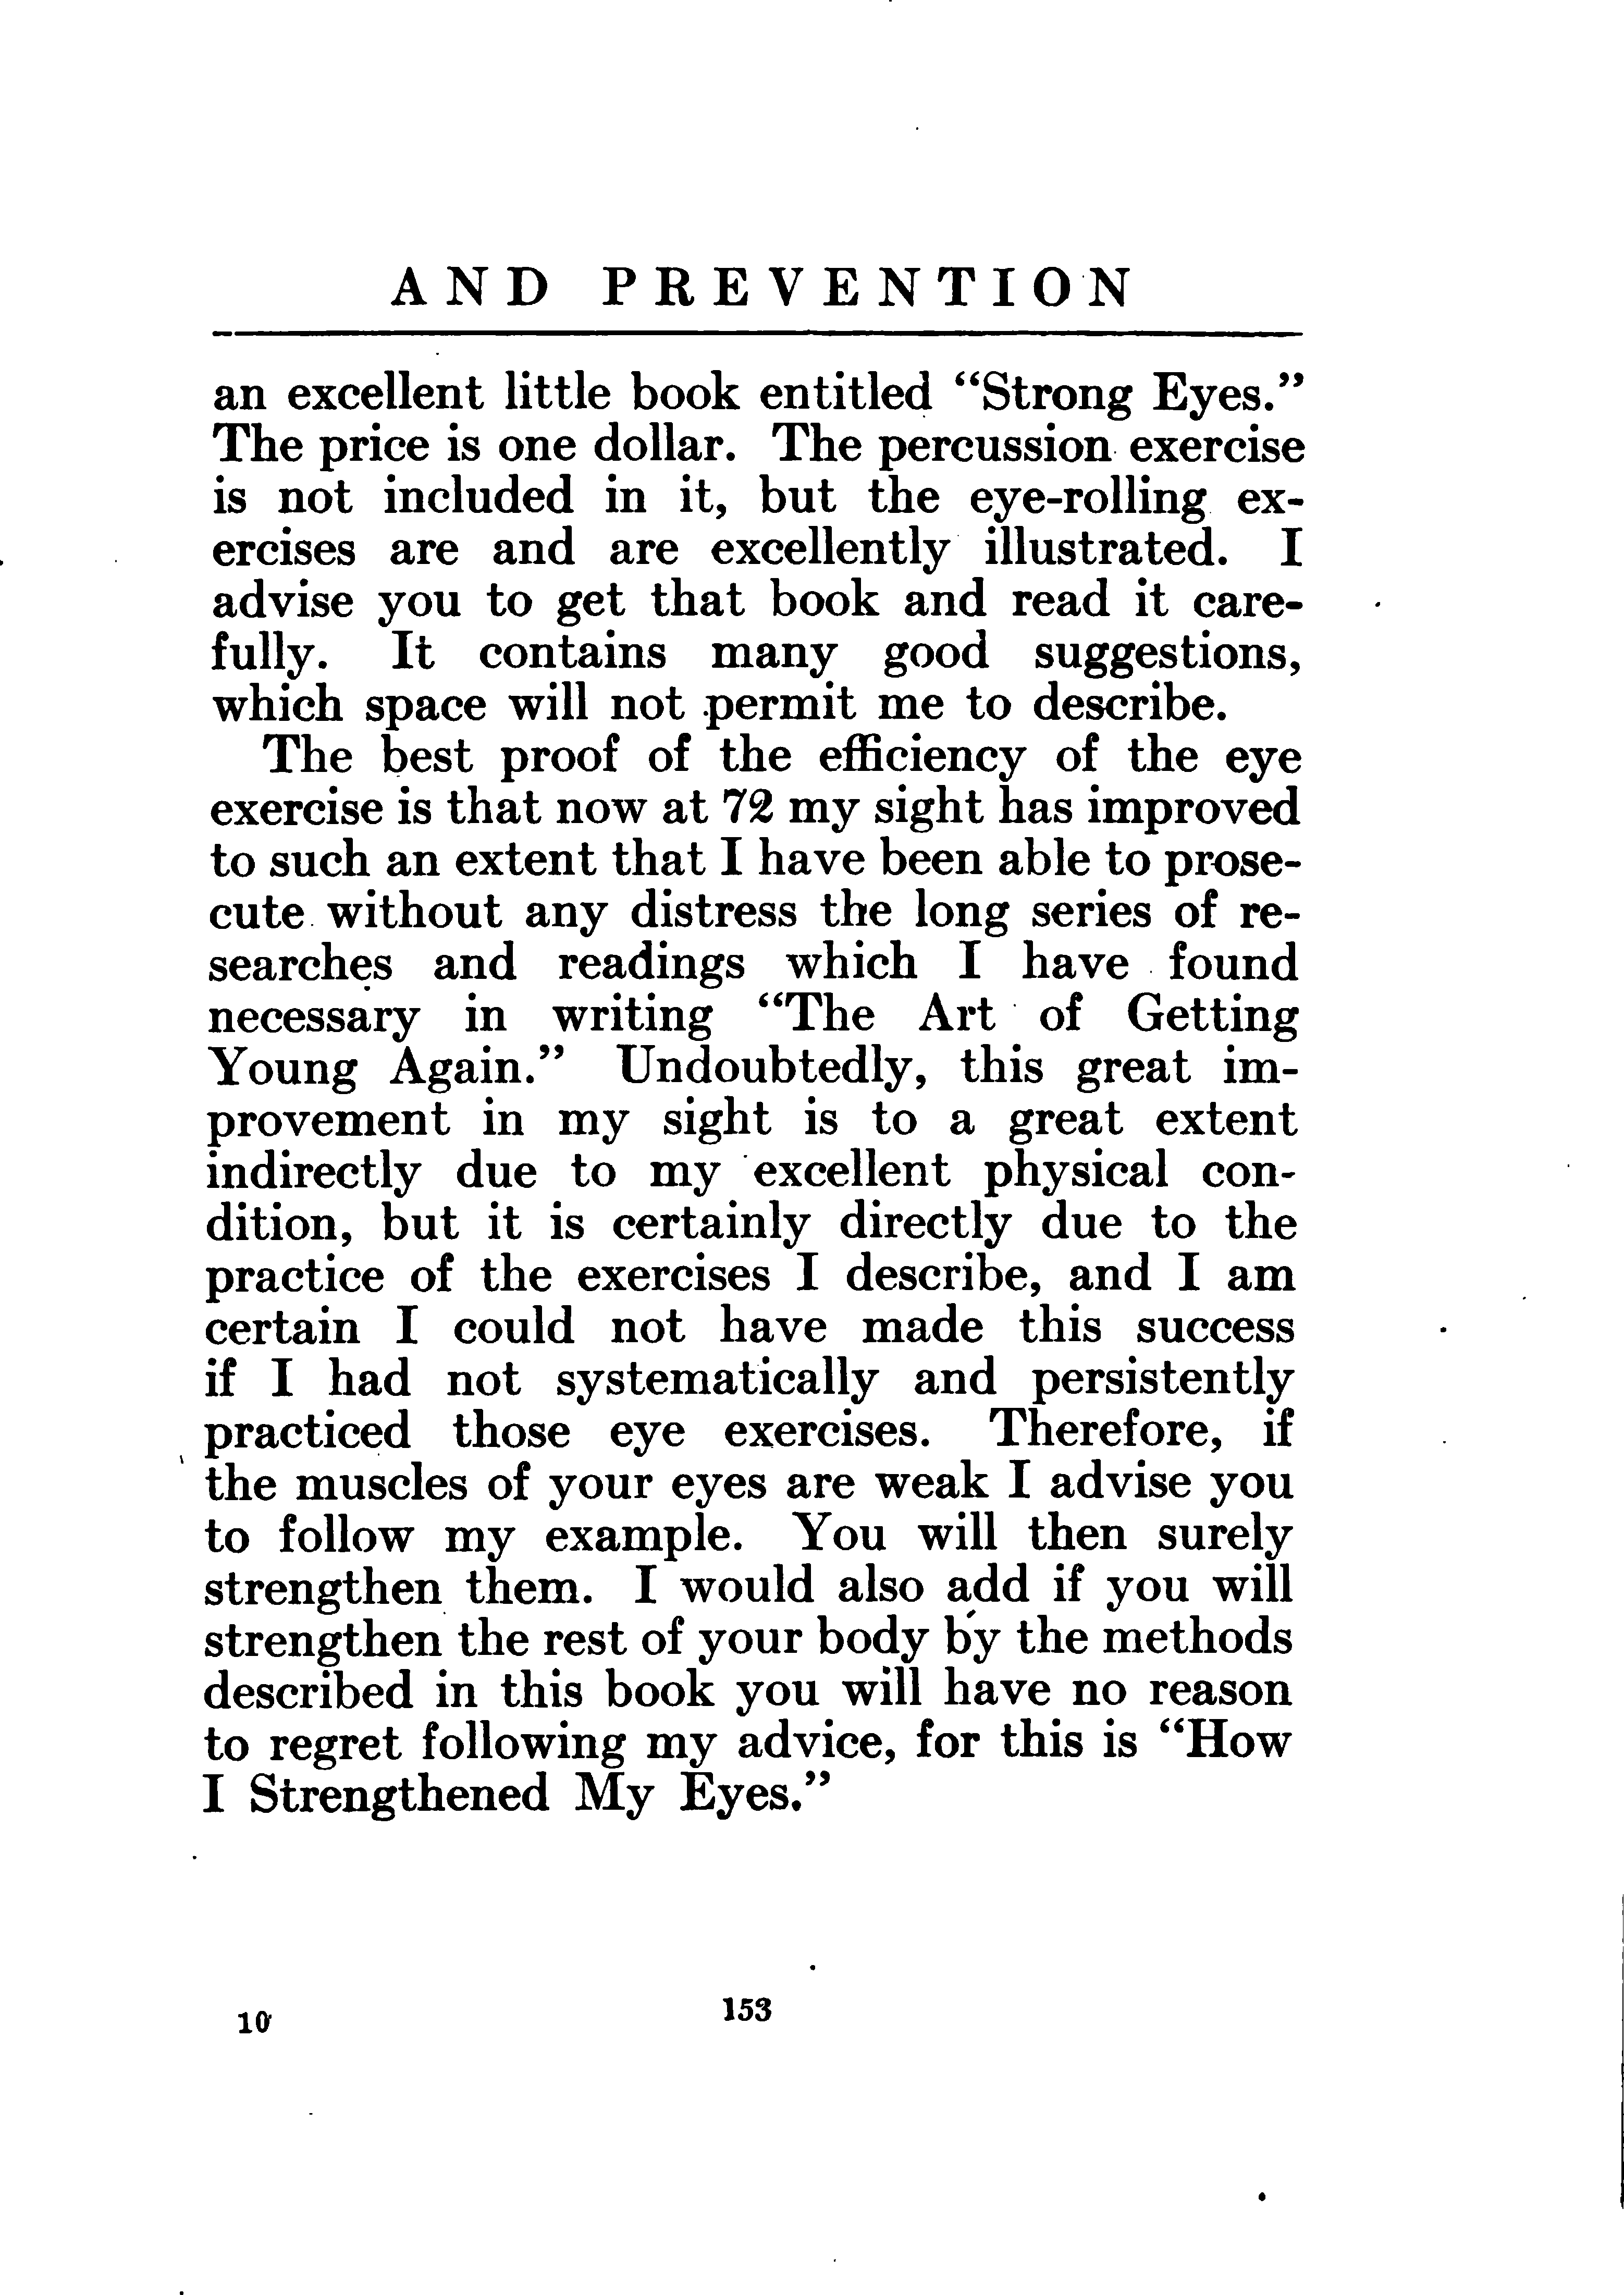 AND PREVENTION
an excellent little book entitled “Strong Eyes.”
The price is one dollar. The percussion exercise
is not included in it, but the eye-rolling ex-
ercises are and are excellently illustrated. I
advise you to get that book and read it care-
fully. It contains many good suggestions,
which space will not permit me to describe.
The best proof of the efficiency of the eye
exercise is that now at 72 my sight has improved
to such an extent that I have been able to prose-
cute without any distress the long series of re-
searches and readings which I have found
necessary in writing “The Art of Getting
Young Again.” Undoubtedly, this great im-
provement in my sight is to a great extent
indirectly due to my excellent physical con-
dition, but it is certainly directly due to the
practice of the exercises I describe, and I am
certain I could not have made this success
if I had not systematically and persistently
practiced those eye exercises. Therefore, if
the muscles of your eyes are weak I advise you
to follow my example. You will then surely
strengthen them. I would also add if you will
strengthen the rest of your body by the methods
described in this book you will have no reason
to regret following my advice, for this is “How
I Strengthened My Eyes.”
10 153